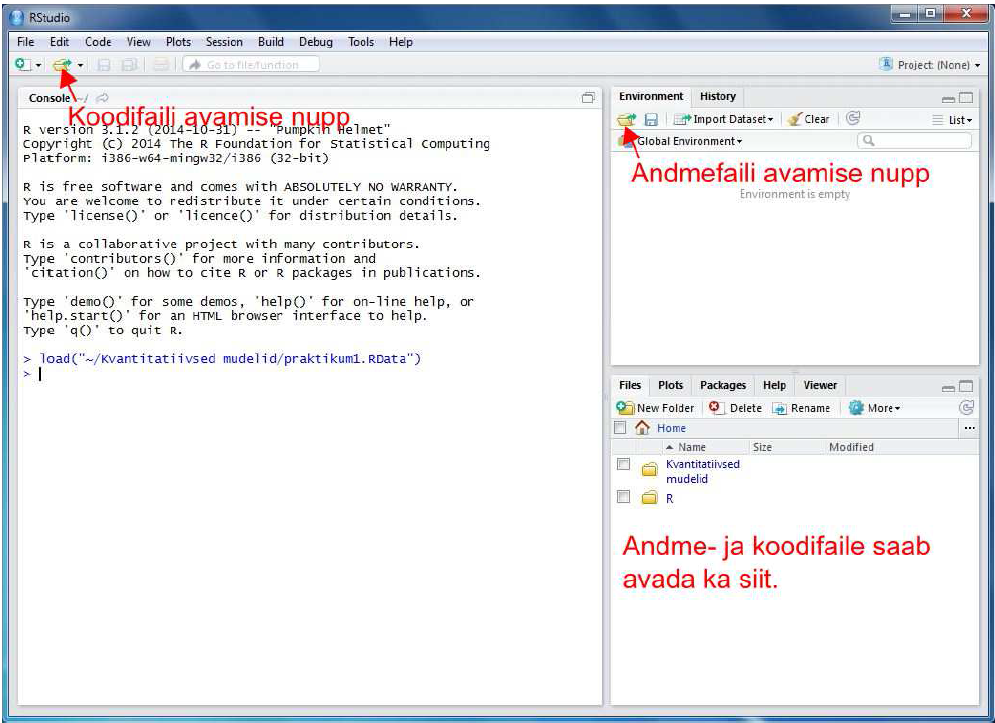 RStudio
File Edit Code View Plots Session Build Debug Tools Help
Go to file/function
Project: (None)
Console ~/
Koodifaili avamise nupp
R version 3.1.2 (2014-10-31) -- "Pumpkin Helmet"
Copyright (C) 2014 The R Foundation for Statistical Computing
Platform: i386-w64-mingw32/i386 (32-bit)
R is free software and comes with ABSOLUTELY NO WARRANTY.
You are welcome to redistribute it under certain conditions.
Type 'license()' or 'licence()' for distribution details.
R is a collaborative project with many contributors.
Type 'contributors()' for more information and
'citation()' on how to cite R or R packages in publications.
Type 'demo()' for some demos, 'help()' for on-line help, or
'help.start()' for an HTML browser interface to help.
Type 'q()' to quit R.
> load("~/Kvantitatiivsed mudelid/praktikum1.RData")
>
Environment History
Import Dataset Clear List
Global Environment
Andmefaili avamise nupp
Environment is empty
Files Plots Packages Help Viewer
New Folder Delete Rename More
Home ...
Name Size Modified
Kvantitatiivsed
mudelid
R
Andme- ja koodifaile saab
avada ka siit.